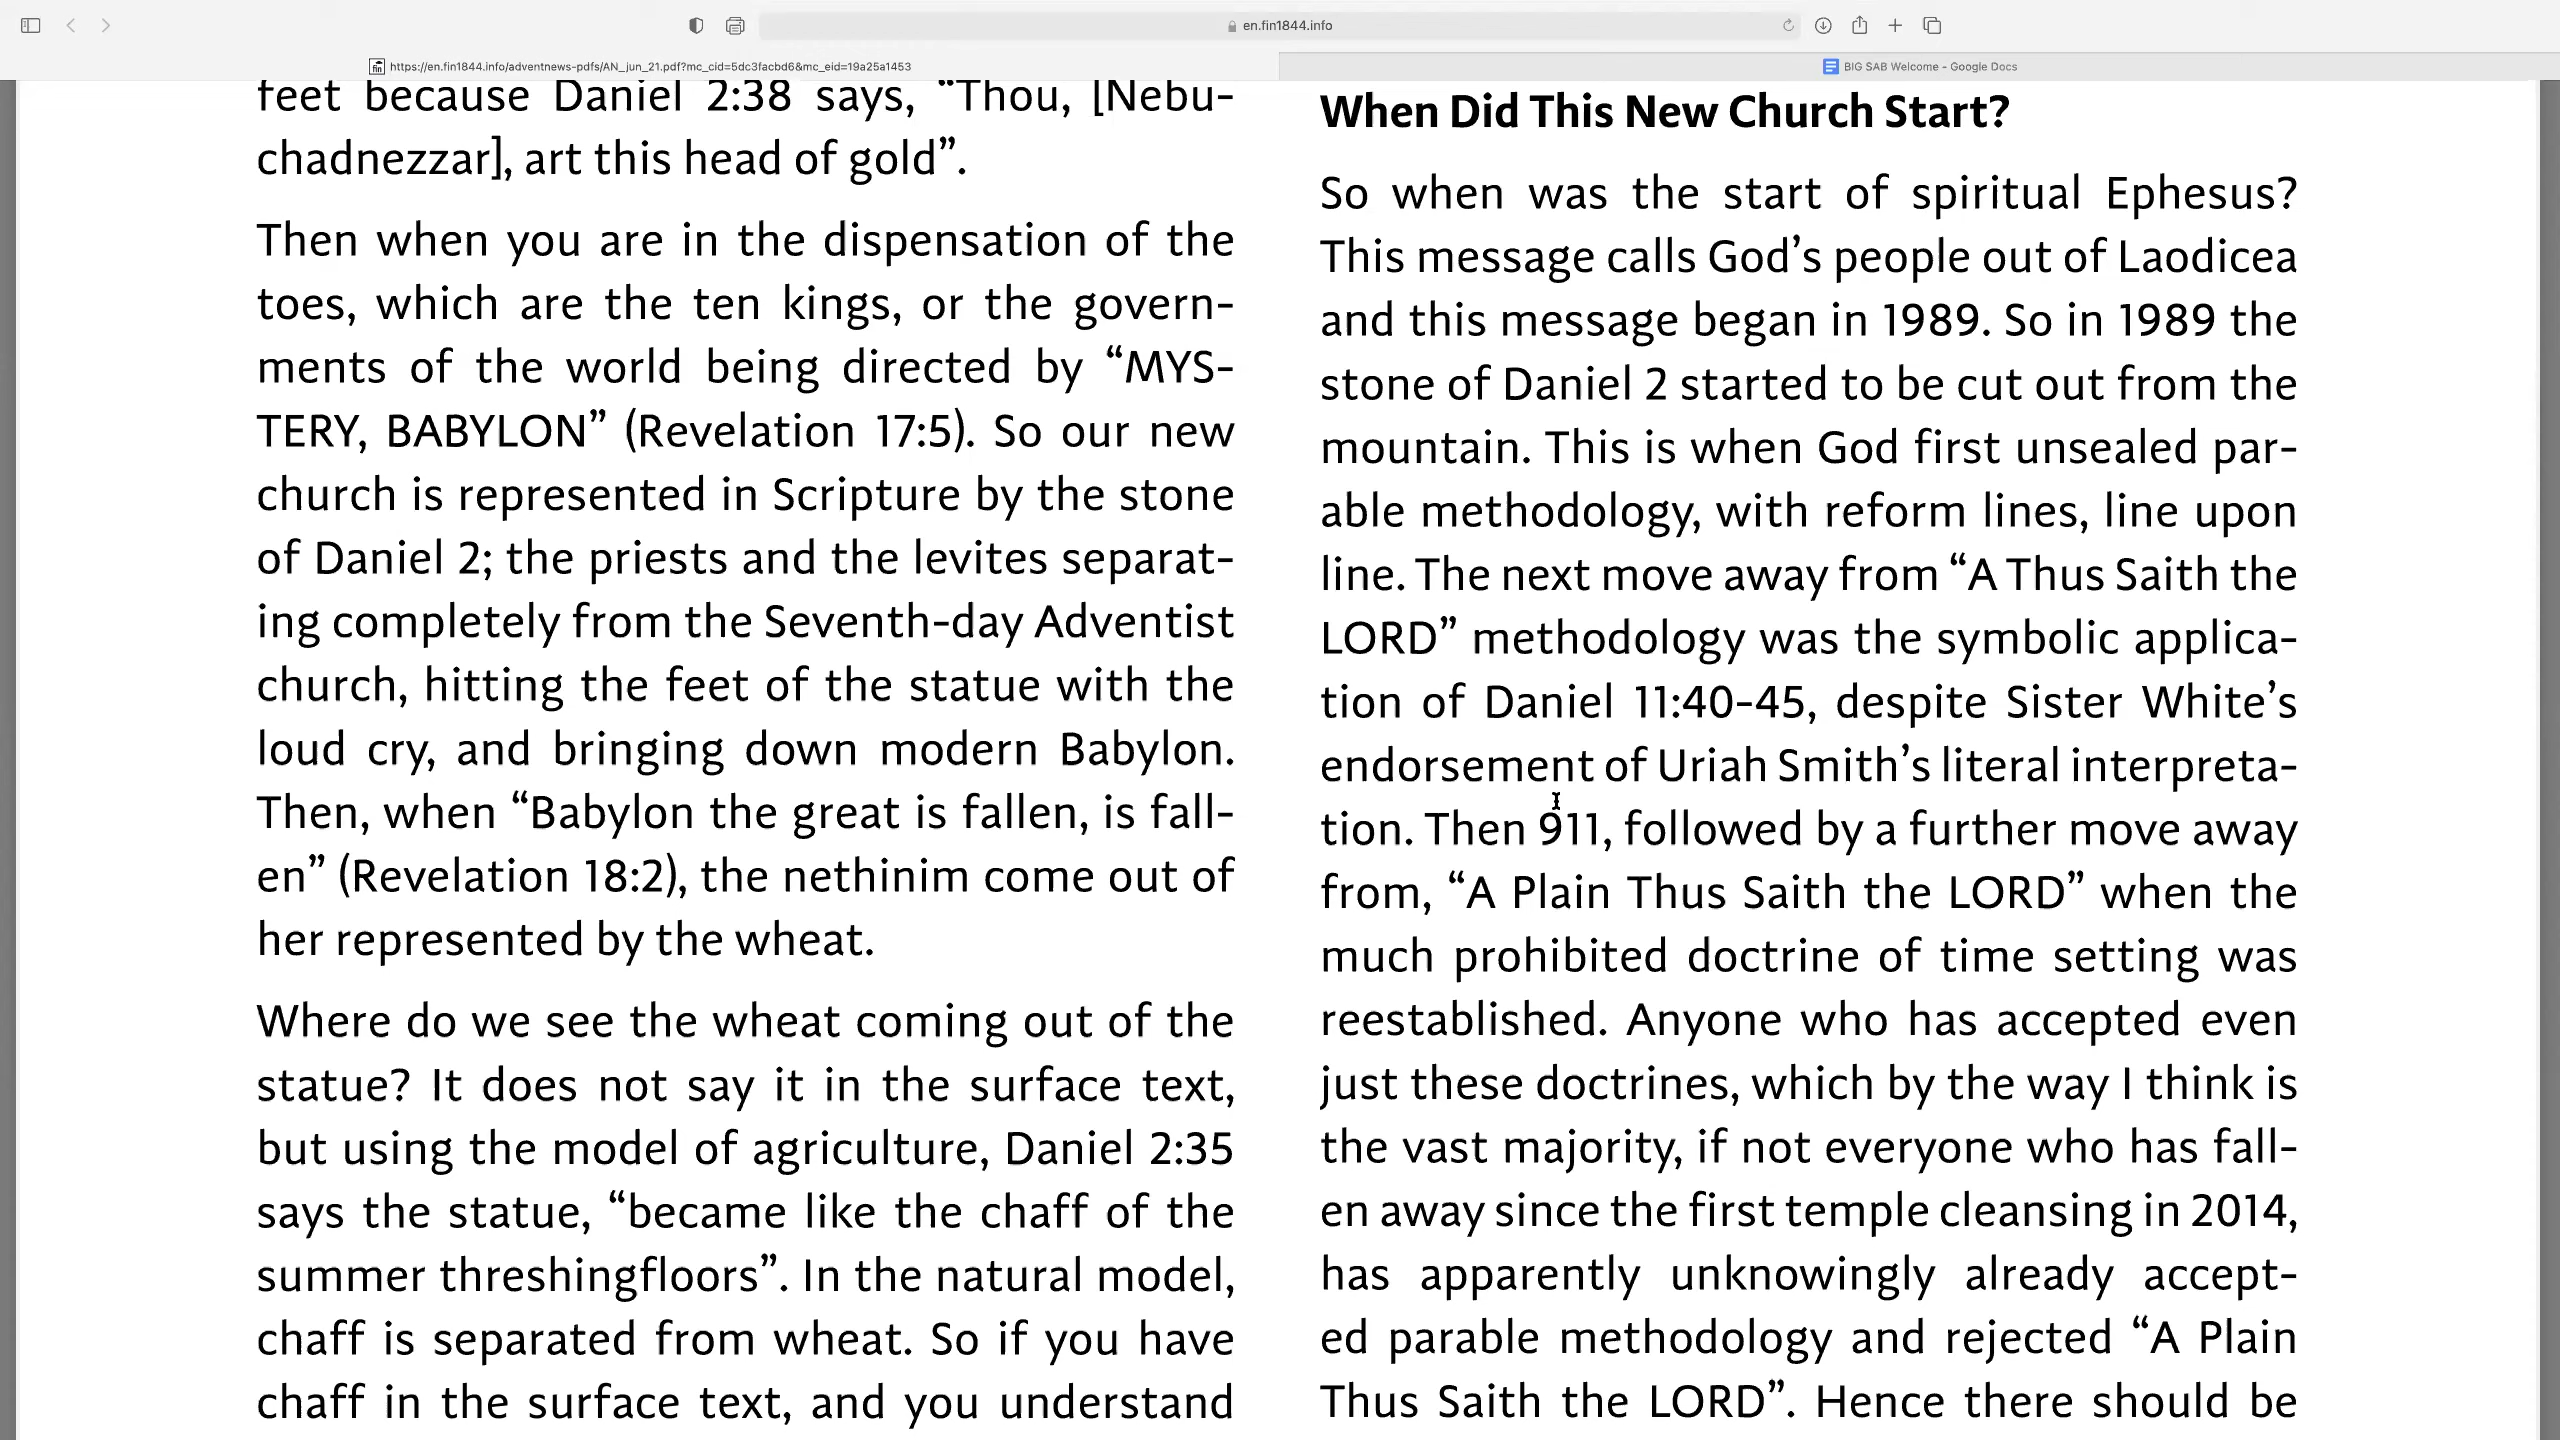 en.fin1844.info
https://en.fin1844.info/adventnews-pdfs/AN_jun_21.pdf?mc_cid=5dc3facbd6&mc_eid=19a25a1453
BIG SAB Welcome - Google Docs
feet because Daniel 2:38 says, “Thou, [Nebu-
chadnezzar], art this head of gold”.
Then when you are in the dispensation of the
toes, which are the ten kings, or the govern-
ments of the world being directed by “MYS-
TERY, BABYLON” (Revelation 17:5). So our new
church is represented in Scripture by the stone
of Daniel 2; the priests and the levites separat-
ing completely from the Seventh-day Adventist
church, hitting the feet of the statue with the
loud cry, and bringing down modern Babylon.
Then, when “Babylon the great is fallen, is fall-
en” (Revelation 18:2), the nethinim come out of
her represented by the wheat.
Where do we see the wheat coming out of the
statue? It does not say it in the surface text,
but using the model of agriculture, Daniel 2:35
says the statue, “became like the chaff of the
summer threshingfloors”. In the natural model,
chaff is separated from wheat. So if you have
chaff in the surface text, and you understand
When Did This New Church Start?
So when was the start of spiritual Ephesus?
This message calls God’s people out of Laodicea
and this message began in 1989. So in 1989 the
stone of Daniel 2 started to be cut out from the
mountain. This is when God first unsealed par-
able methodology, with reform lines, line upon
line. The next move away from “A Thus Saith the
LORD” methodology was the symbolic applica-
tion of Daniel 11:40-45, despite Sister White’s
endorsement of Uriah Smith’s literal interpreta-
tion. Then 911, followed by a further move away
from, “A Plain Thus Saith the LORD” when the
much prohibited doctrine of time setting was
reestablished. Anyone who has accepted even
just these doctrines, which by the way I think is
the vast majority, if not everyone who has fall-
en away since the first temple cleansing in 2014,
has apparently unknowingly already accept-
ed parable methodology and rejected “A Plain
Thus Saith the LORD”. Hence there should be